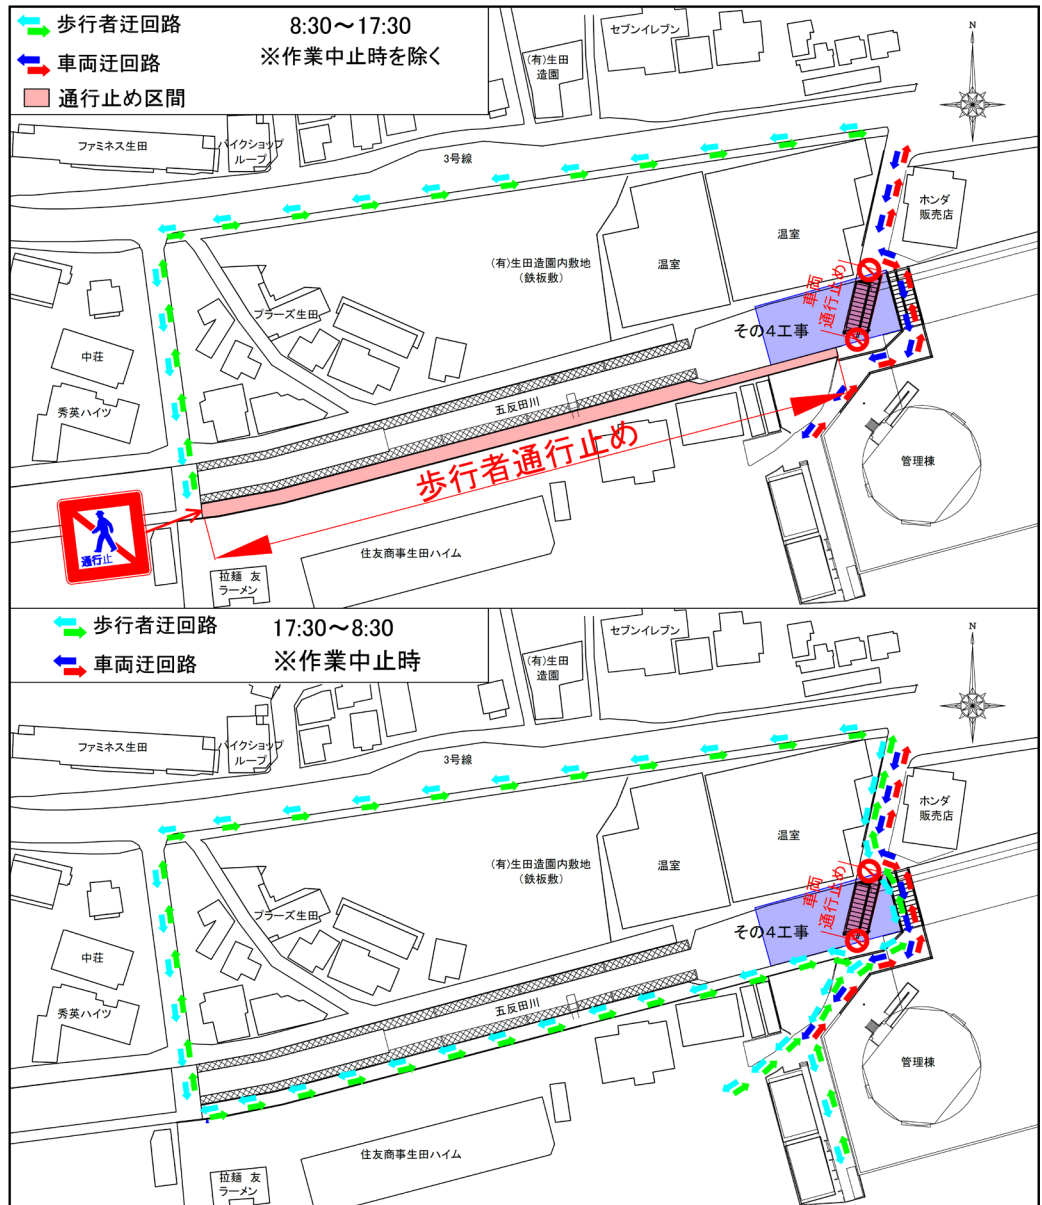 歩行者迂回路
8:30～17:30
車両迂回路
※作業中止時を除く
通行止め区間
セブンイレブン
(有)生田
造園
N
ファミネス生田
バイクショップ
ループ
3号線
ホンダ
販売店
温室
(有)生田造園内敷地
(鉄板敷)
温室
車両
通行止め
プラーズ生田
その4工事
中荘
五反田川
秀英ハイツ
歩行者通行止め
管理棟
通行止
住友商事生田ハイム
拉麺 友
ラーメン
歩行者迂回路
17:30～8:30
車両迂回路
※作業中止時
セブンイレブン
(有)生田
造園
N
ファミネス生田
バイクショップ
ループ
3号線
ホンダ
販売店
温室
(有)生田造園内敷地
(鉄板敷)
温室
車両
通行止め
プラーズ生田
その4工事
中荘
五反田川
秀英ハイツ
管理棟
住友商事生田ハイム
拉麺 友
ラーメン